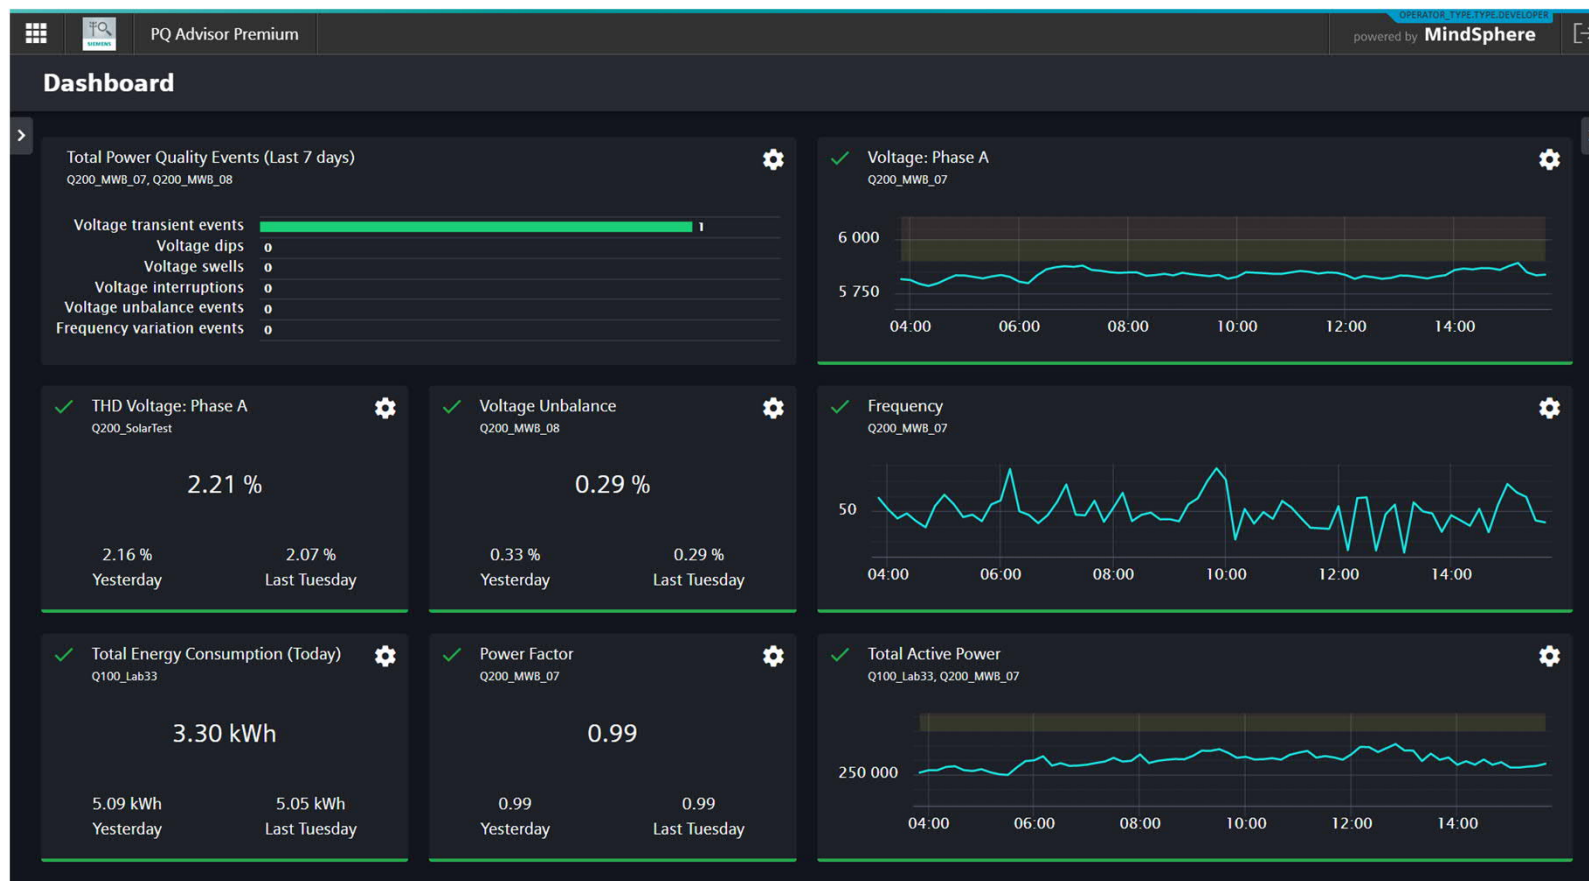 OPERATOR_TYPE.TYPE.DEVELOPER
SIEMENS
PQ Advisor Premium
powered by MindSphere
Dashboard
Total Power Quality Events (Last 7 days)
Q200_MWB_07, Q200_MWB_08
Voltage transient events 1
Voltage dips 0
Voltage swells 0
Voltage interruptions 0
Voltage unbalance events 0
Frequency variation events 0
Voltage: Phase A
Q200_MWB_07
6 000
5 750
04:00 06:00 08:00 10:00 12:00 14:00
THD Voltage: Phase A
Q200_SolarTest
2.21 %
2.16 % 2.07 %
Yesterday Last Tuesday
Voltage Unbalance
Q200_MWB_08
0.29 %
0.33 % 0.29 %
Yesterday Last Tuesday
Frequency
Q200_MWB_07
50
04:00 06:00 08:00 10:00 12:00 14:00
Total Energy Consumption (Today)
Q100_Lab33
3.30 kWh
5.09 kWh 5.05 kWh
Yesterday Last Tuesday
Power Factor
Q200_MWB_07
0.99
0.99 0.99
Yesterday Last Tuesday
Total Active Power
Q100_Lab33, Q200_MWB_07
250 000
04:00 06:00 08:00 10:00 12:00 14:00